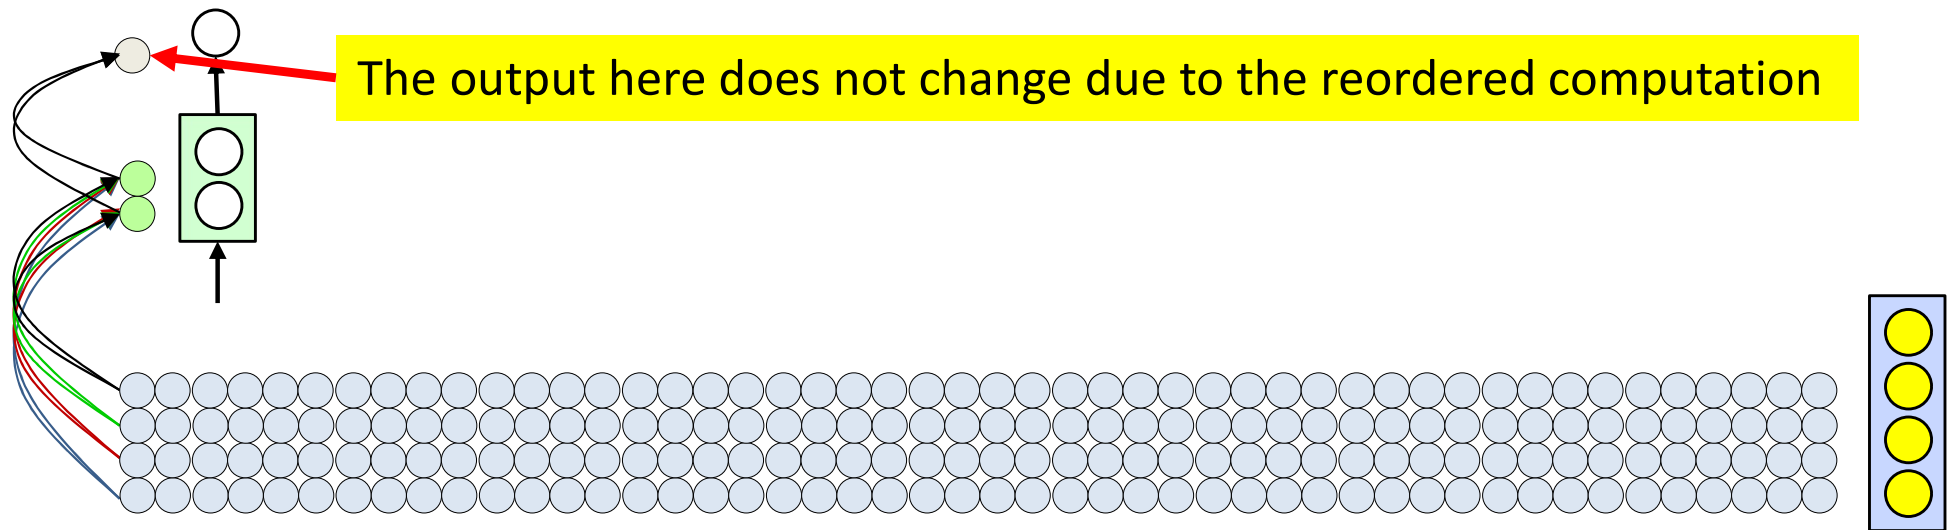 The output here does not change due to the reordered computation